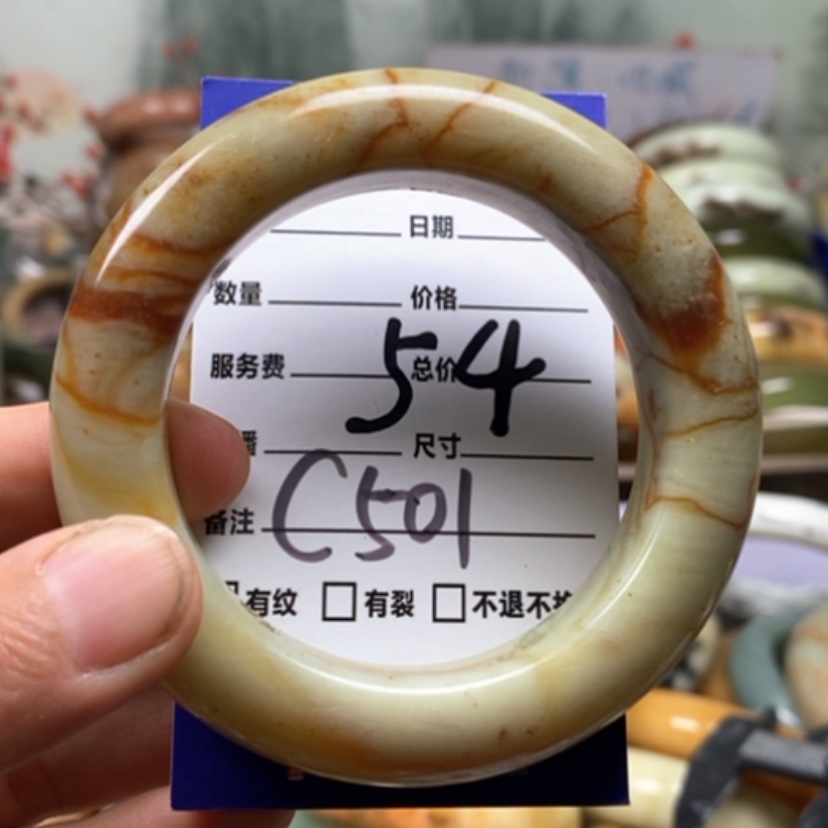 日期
数量 价格
服务费 总价
54
播 尺寸
备注 C501
有纹 有裂 不退不换